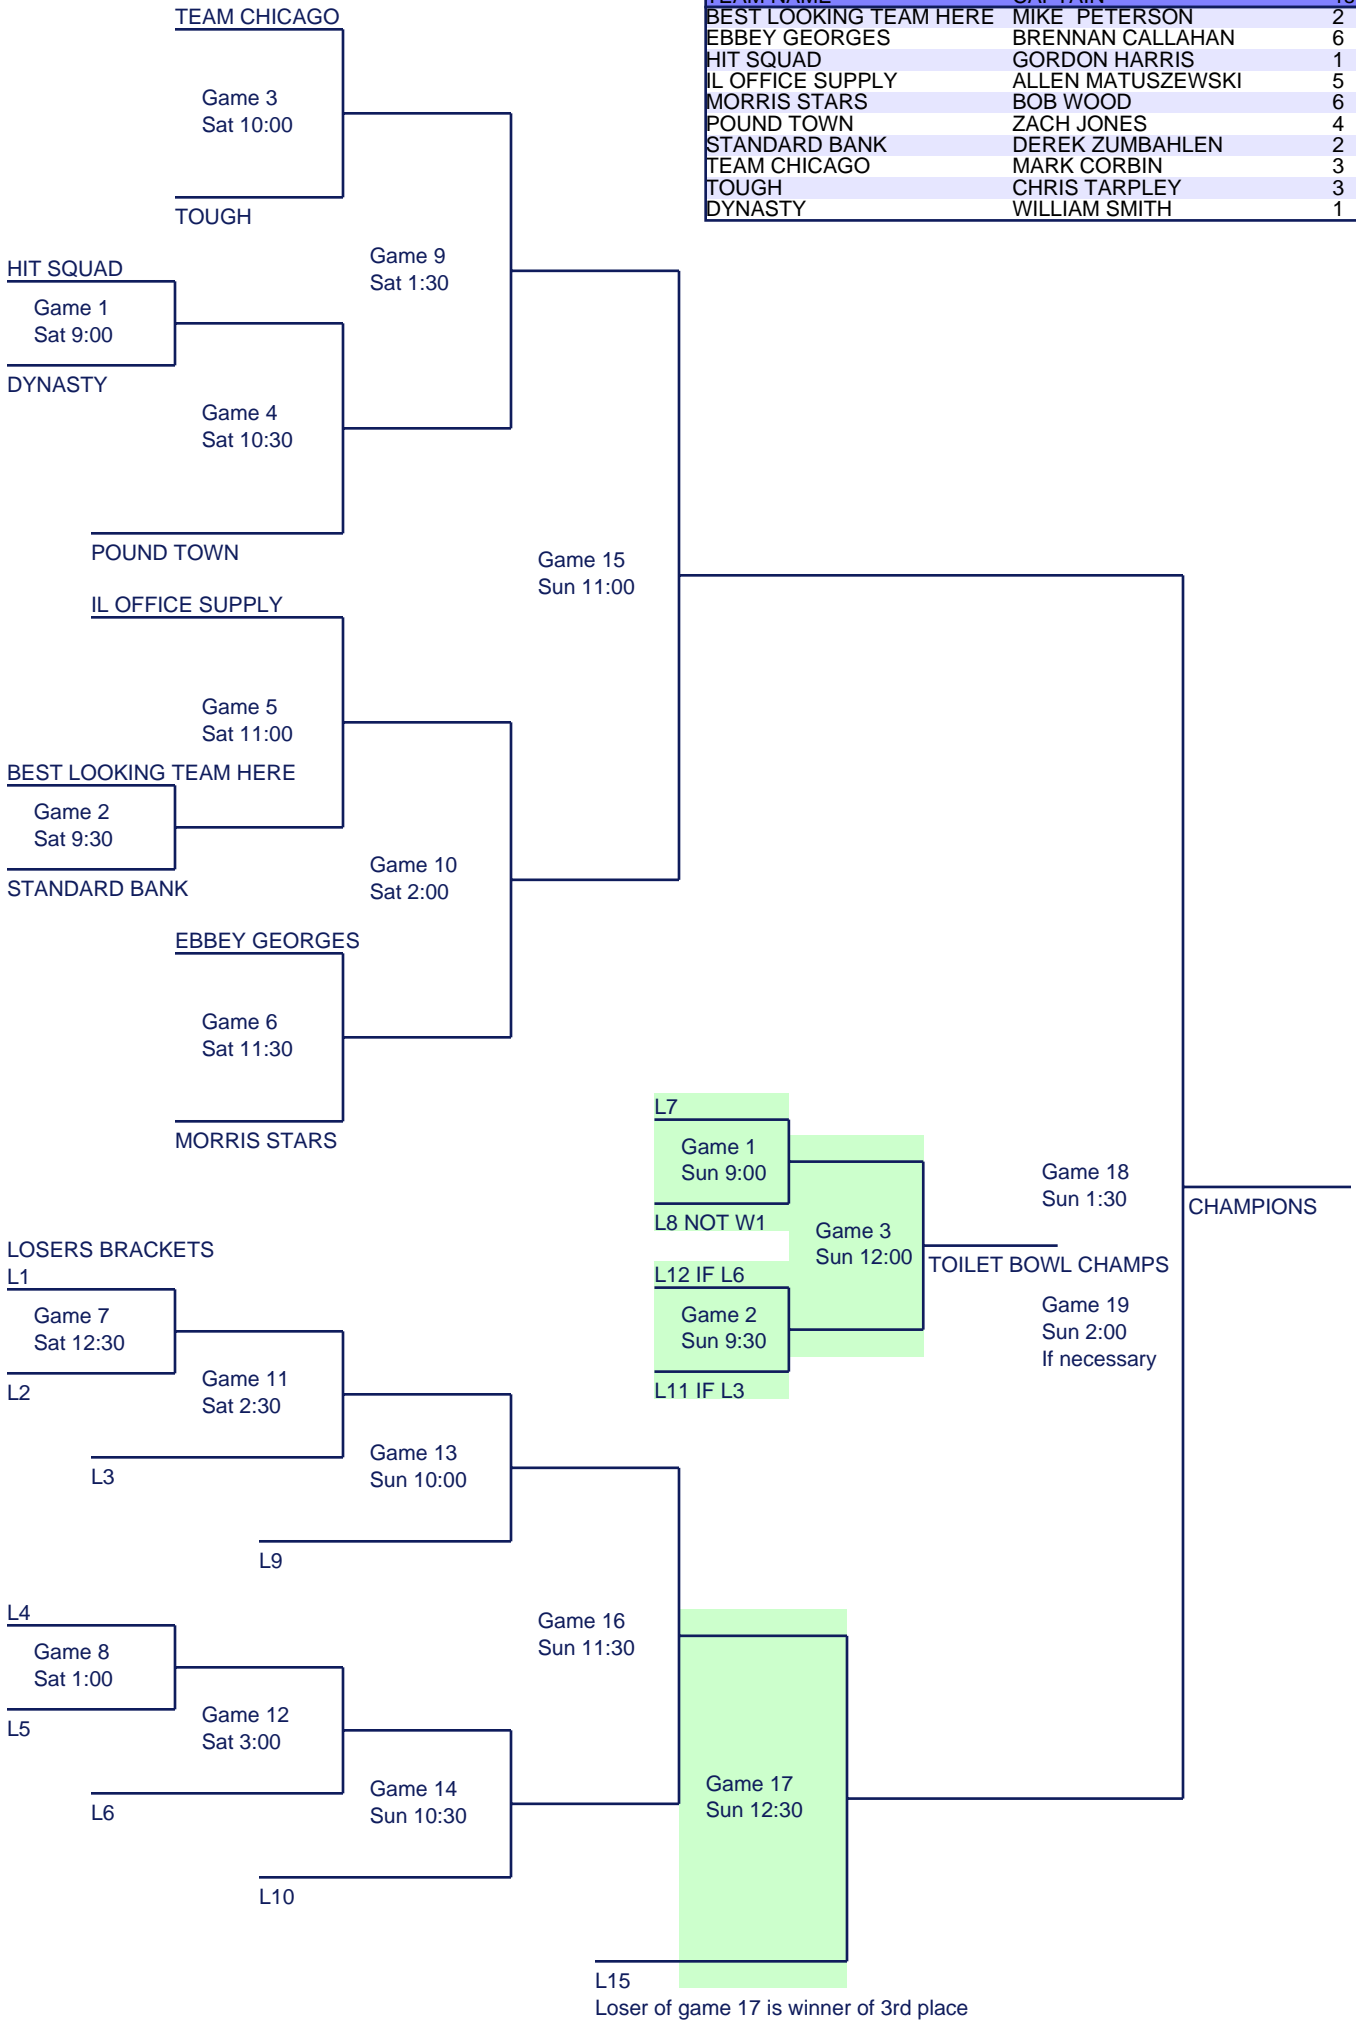 TEAM CHICAGO
Game 3
Sat 10:00
TOUGH
HIT SQUAD
Game 1
Sat 9:00
DYNASTY
Game 9
Sat 1:30
Game 4
Sat 10:30
POUND TOWN
IL OFFICE SUPPLY
Game 15
Sun 11:00
Game 5
Sat 11:00
BEST LOOKING TEAM HERE
Game 2
Sat 9:30
STANDARD BANK
Game 10
Sat 2:00
EBBEY GEORGES
Game 6
Sat 11:30
MORRIS STARS
TEAM NAME CAPTAIN
BEST LOOKING TEAM HERE MIKE PETERSON 2
EBBEY GEORGES BRENNAN CALLAHAN 6
HIT SQUAD GORDON HARRIS 1
IL OFFICE SUPPLY ALLEN MATUSZEWSKI 5
MORRIS STARS BOB WOOD 6
POUND TOWN ZACH JONES 4
STANDARD BANK DEREK ZUMBAHLEN 2
TEAM CHICAGO MARK CORBIN 3
TOUGH CHRIS TARPLEY 3
DYNASTY WILLIAM SMITH 1
L7
Game 1
Sun 9:00
L8 NOT W1
Game 3
Sun 12:00
L12 IF L6
Game 2
Sun 9:30
L11 IF L3
TOILET BOWL CHAMPS
Game 18
Sun 1:30
CHAMPIONS
Game 19
Sun 2:00
If necessary
LOSERS BRACKETS
L1
Game 7
Sat 12:30
L2
Game 11
Sat 2:30
L3
Game 13
Sun 10:00
L9
L4
Game 8
Sat 1:00
L5
Game 12
Sat 3:00
L6
Game 14
Sun 10:30
L10
Game 16
Sun 11:30
Game 17
Sun 12:30
L15
Loser of game 17 is winner of 3rd place